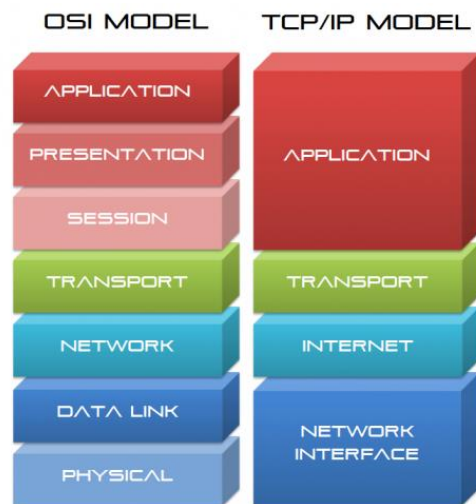 OSI MODEL
APPLICATION
PRESENTATION
SESSION
TRANSPORT
NETWORK
DATA LINK
PHYSICAL
TCP/IP MODEL
APPLICATION
TRANSPORT
INTERNET
NETWORK
INTERFACE